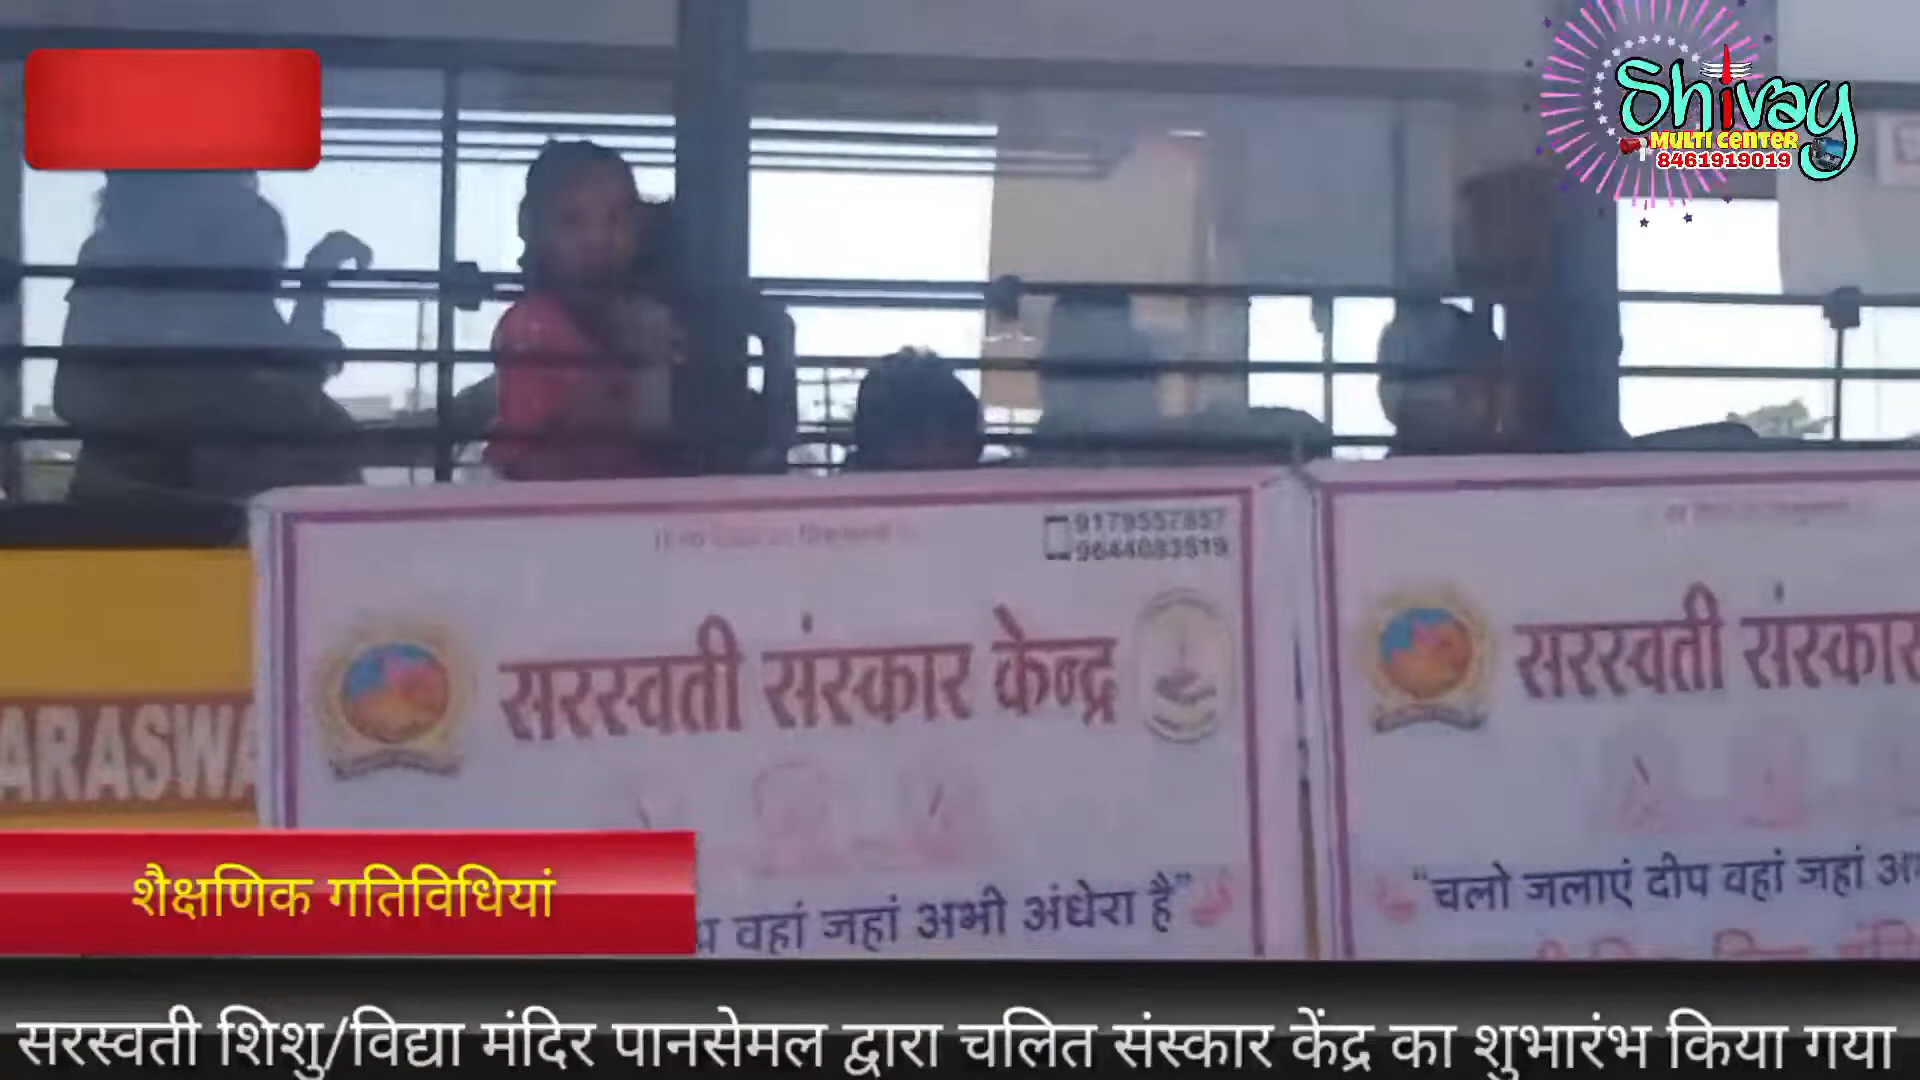 Shivay
MULTI CENTER
8461919019
9179557857
9644083819
सरस्वती संस्कार केन्द्र
सरस्वती संस्कार
ARASWA
वहां जहां अभी अंधेरा है"
"चलो जलाएं दीप वहां जहां
शैक्षणिक गतिविधियां
सरस्वती शिशु/विद्या मंदिर पानसेमल द्वारा चलित संस्कार केंद्र का शुभारंभ किया गया